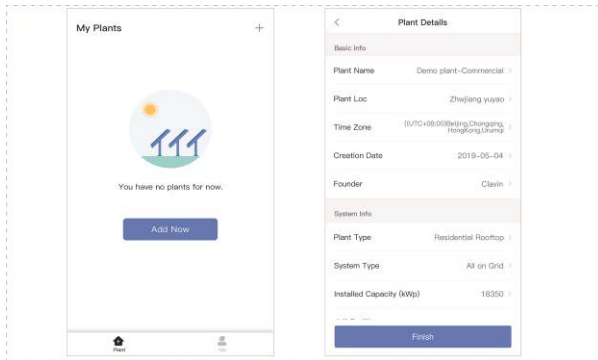 My Plants
+
You have no plants for now.
Add Now
Plant
Plant Details
Basic Info
Plant Name Demo plant-Commercial
Plant Loc Zhwjiang yuyao
Time Zone ((UTC+08:00)Beijing,Chongqing,
HongKong,Urumqi
Creation Date 2019-05-04
Founder Clavin
System Info
Plant Type Residential Rooftop
System Type All on Grid
Installed Capacity (kWp) 18350
Finish